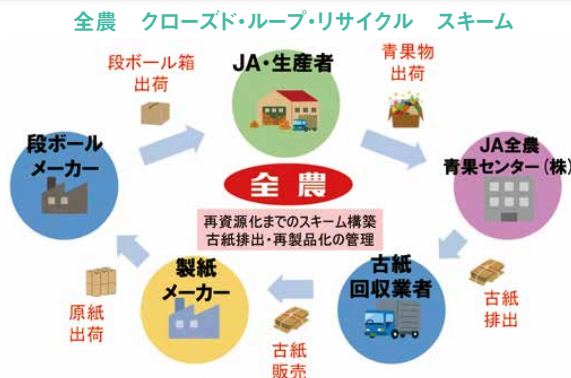 全農 クローズド・ループ・リサイクル スキーム
JA・生産者
青果物
出荷
JA全農
青果センター(株)
古紙
排出
古紙
回収業者
古紙
販売
製紙
メーカー
原紙
出荷
段ボール
メーカー
段ボール箱
出荷
全農
再資源化までのスキーム構築
古紙排出・再製品化の管理